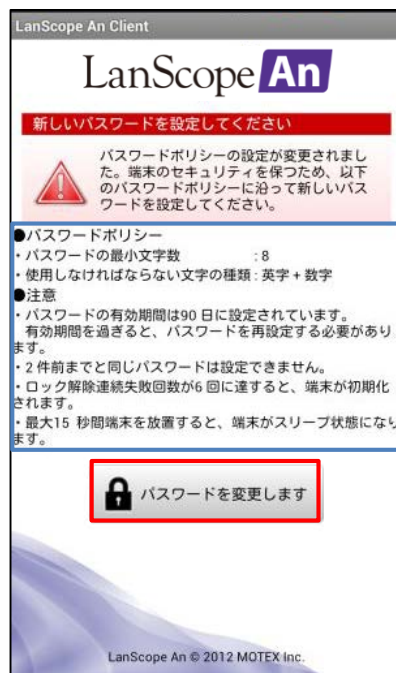 LanScope An Client
LanScope An
新しいパスワードを設定してください
パスワードポリシーの設定が変更されまし
た。端末のセキュリティを保つため、以下
のパスワードポリシーに沿って新しいパス
ワードを設定してください。
●パスワードポリシー
・パスワードの最小文字数 : 8
・使用しなければならない文字の種類 : 英字 + 数字
●注意
・パスワードの有効期間は90 日に設定されています。
有効期間を過ぎると、パスワードを再設定する必要があり
ます。
・2 件前までと同じパスワードは設定できません。
・ロック解除連続失敗回数が6 回に達すると、端末が初期化
されます。
・最大15 秒間端末を放置すると、端末がスリープ状態になり
ます。
パスワードを変更します
LanScope An © 2012 MOTEX Inc.